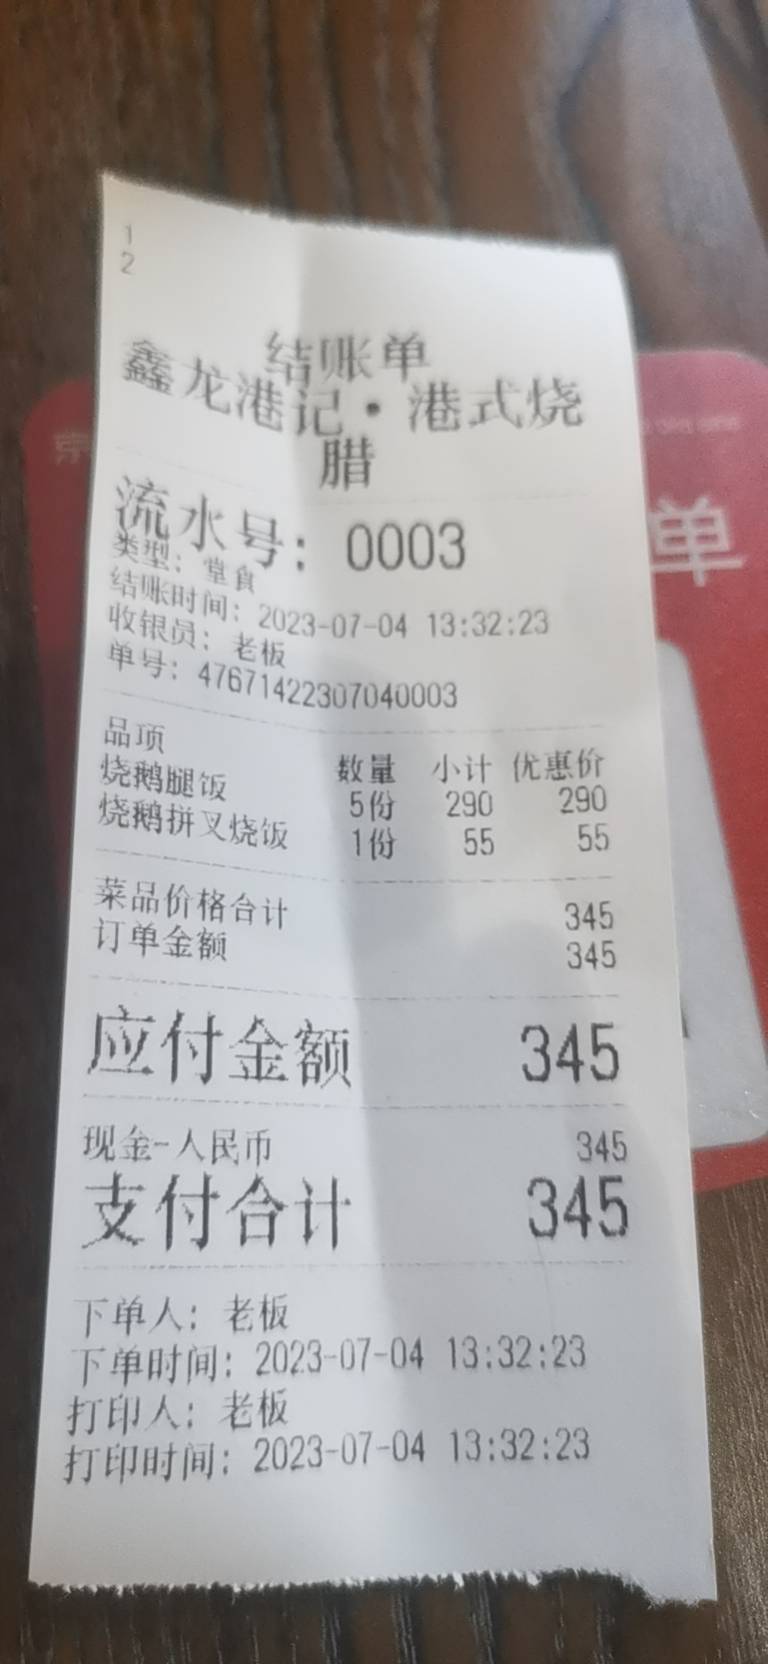 1
2
结账单
鑫龙港记·港式烧
腊
流水号: 0003
类型: 堂食
结账时间: 2023-07-04 13:32:23
收银员: 老板
单号: 47671422307040003
品项 数量 小计 优惠价
烧鹅腿饭 5份 290 290
烧鹅拼叉烧饭 1份 55 55
菜品价格合计 345
订单金额 345
应付金额 345
现金-人民币 345
支付合计 345
下单人: 老板
下单时间: 2023-07-04 13:32:23
打印人: 老板
打印时间: 2023-07-04 13:32:23
京
单